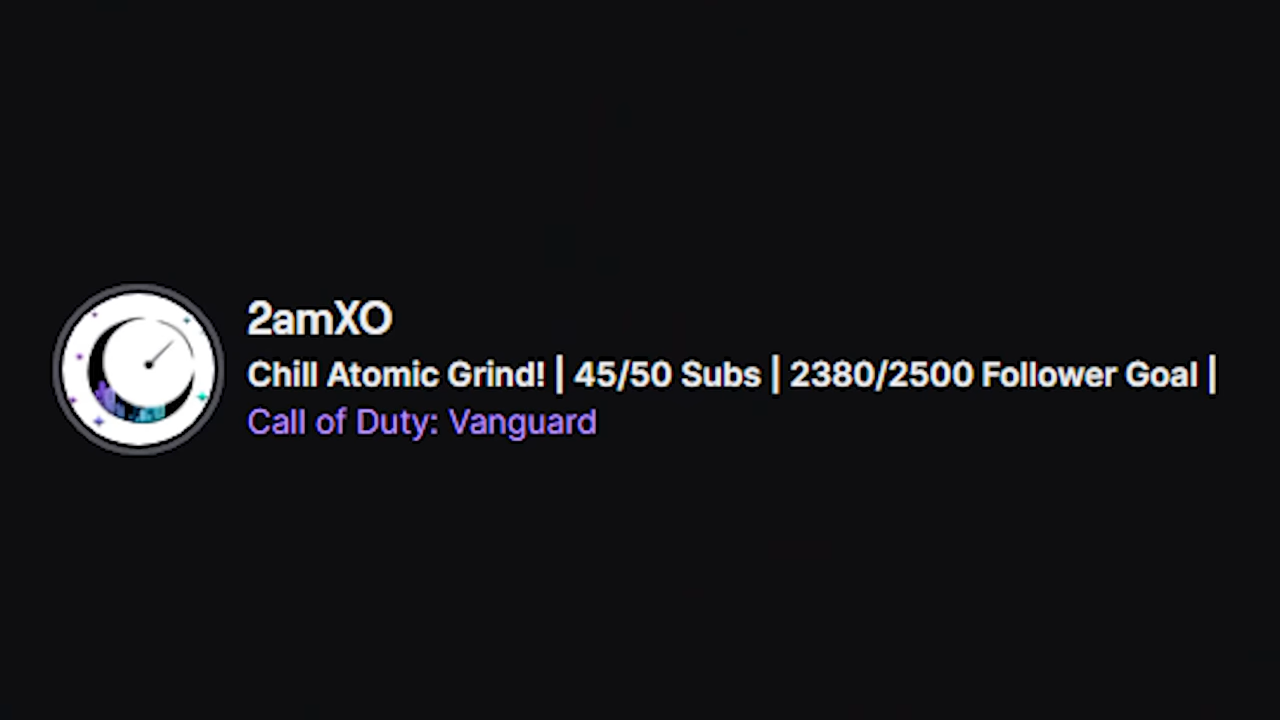 2amXO
Chill Atomic Grind! | 45/50 Subs | 2380/2500 Follower Goal |
Call of Duty: Vanguard